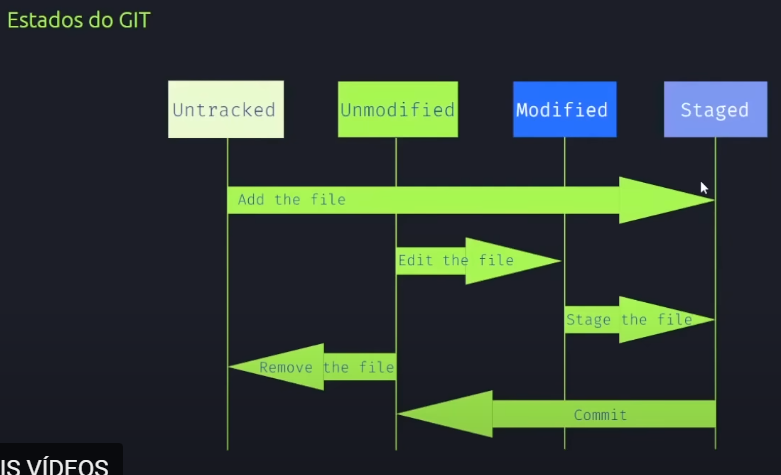 Estados do GIT
Untracked
Unmodified
Modified
Staged
Add the file
Edit the file
Stage the file
Remove the file
Commit
IS VÍDEOS